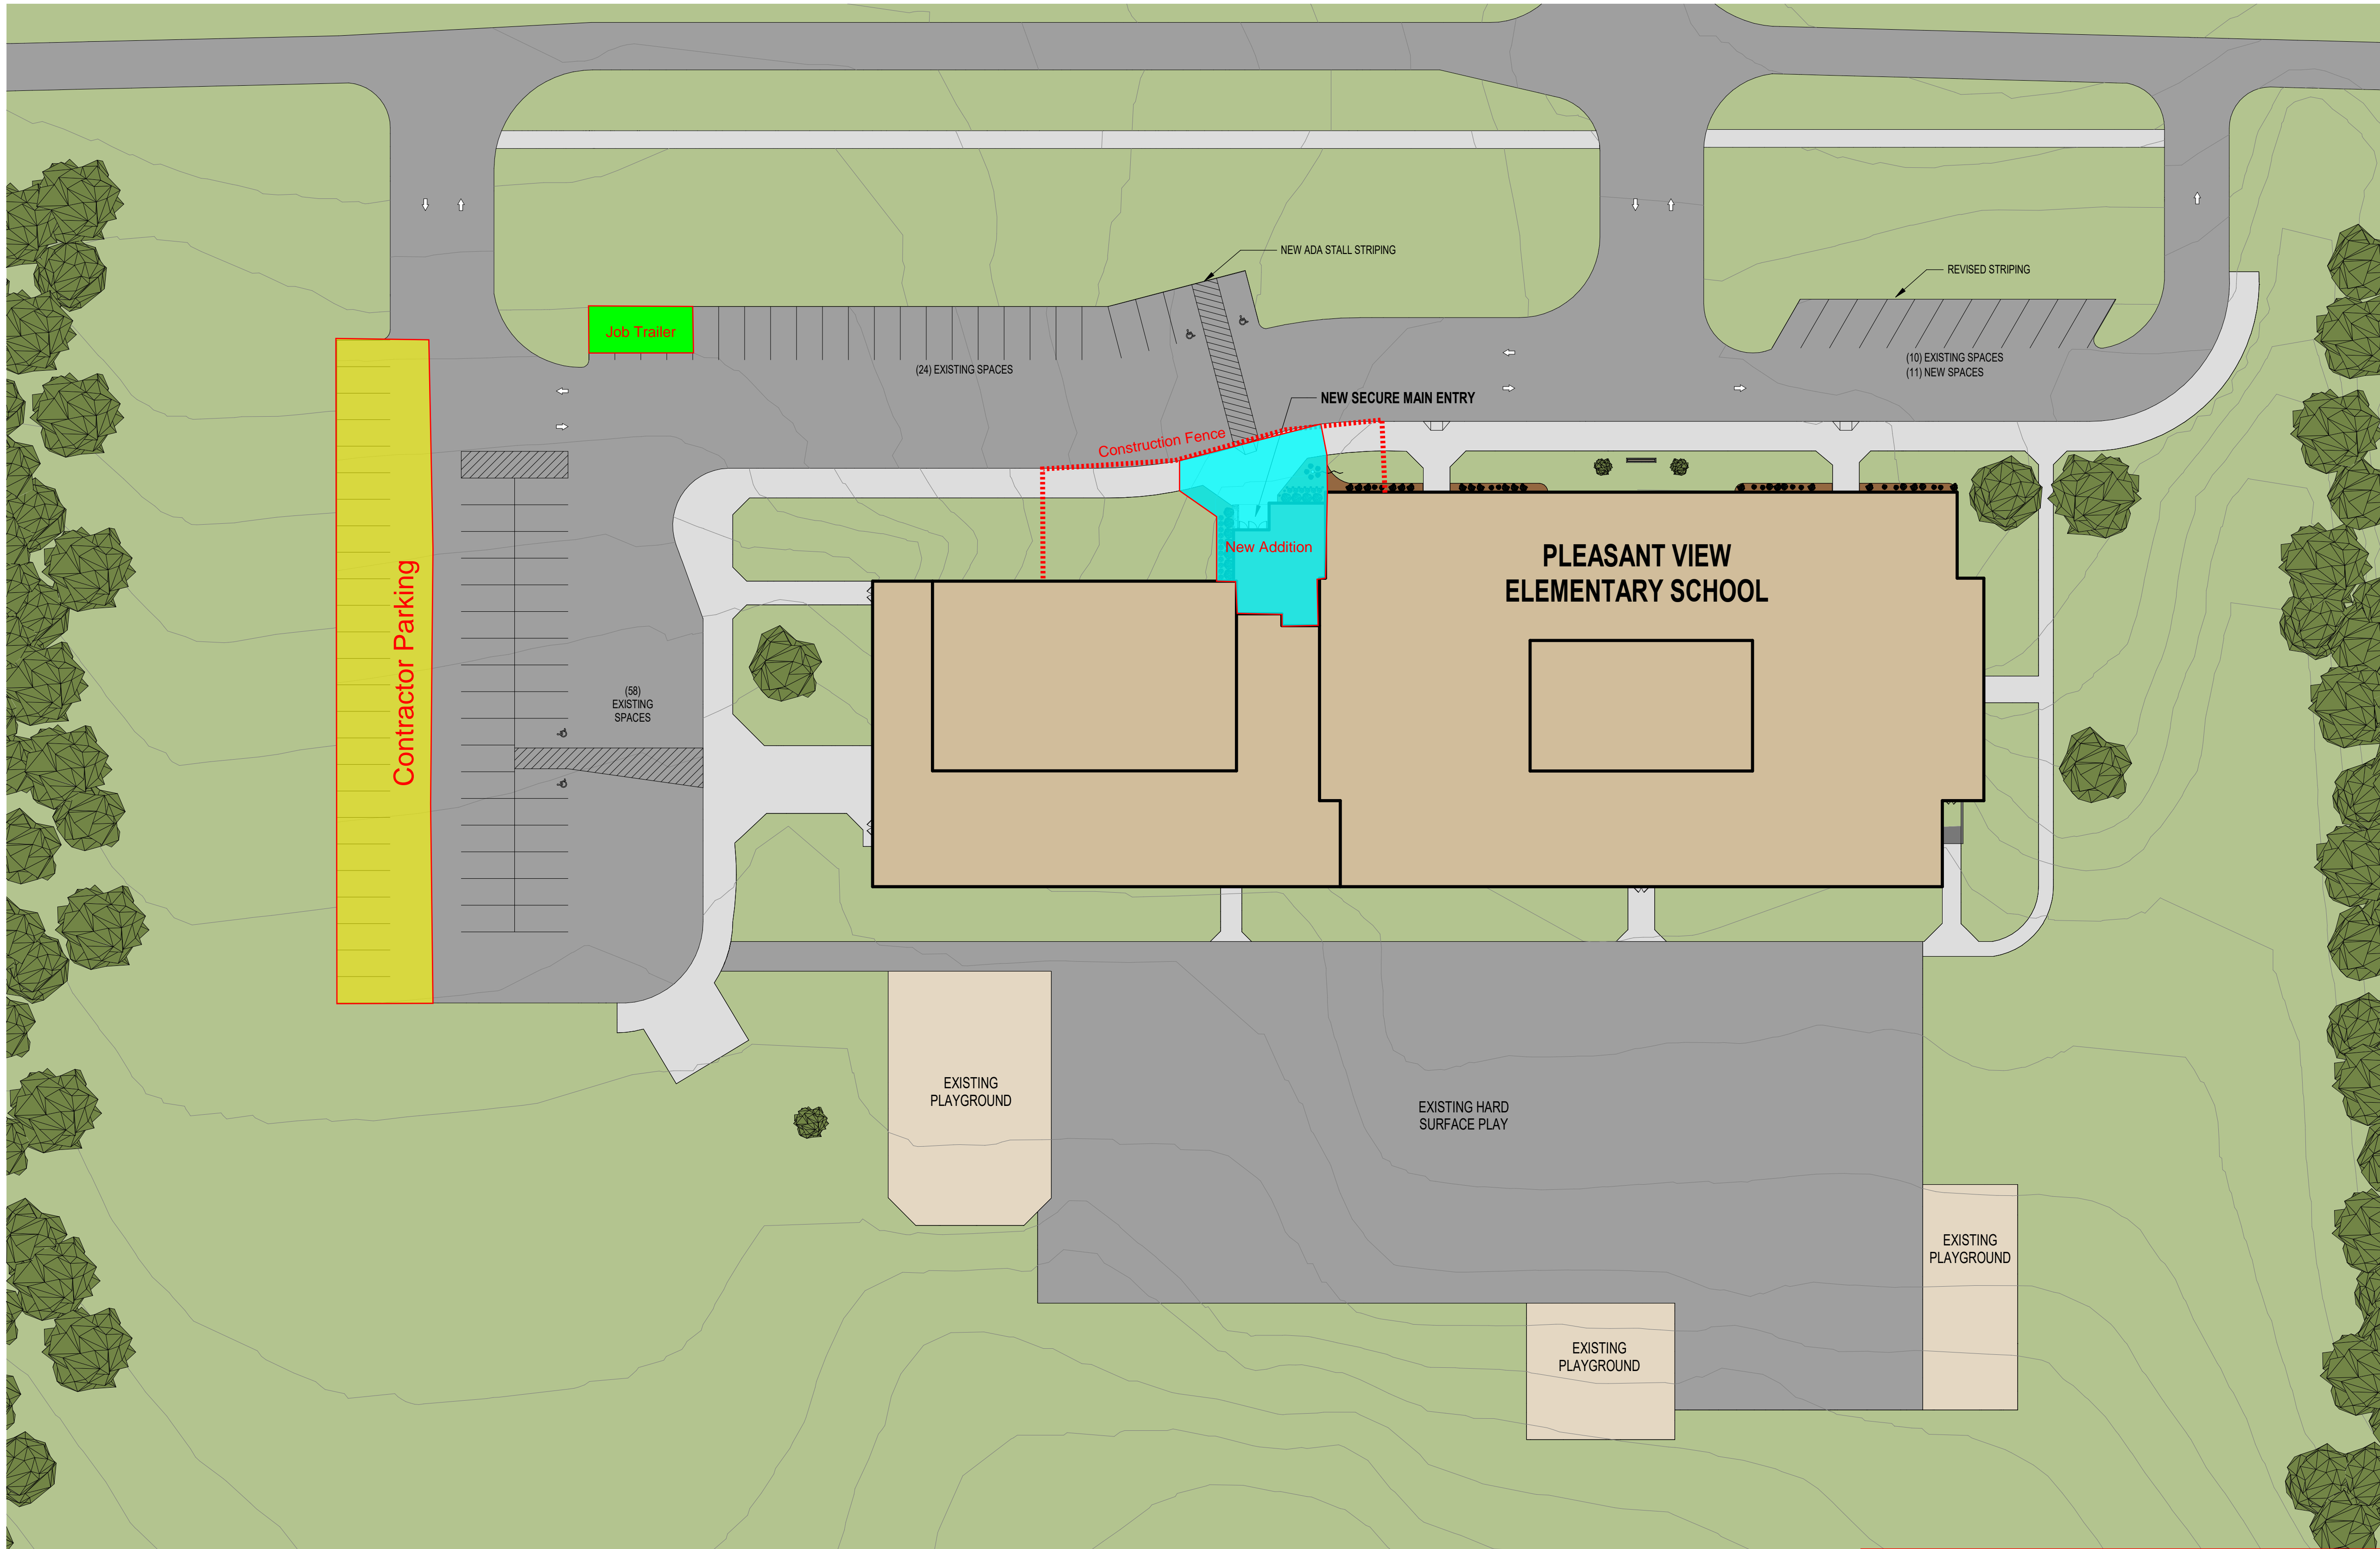 NEW ADA STALL STRIPING
REVISED STRIPING
Job Trailer
(24) EXISTING SPACES
(10) EXISTING SPACES
(11) NEW SPACES
NEW SECURE MAIN ENTRY
Construction Fence
New Addition
PLEASANT VIEW
ELEMENTARY SCHOOL
Contractor Parking
(58)
EXISTING
SPACES
EXISTING
PLAYGROUND
EXISTING HARD
SURFACE PLAY
EXISTING
PLAYGROUND
EXISTING
PLAYGROUND